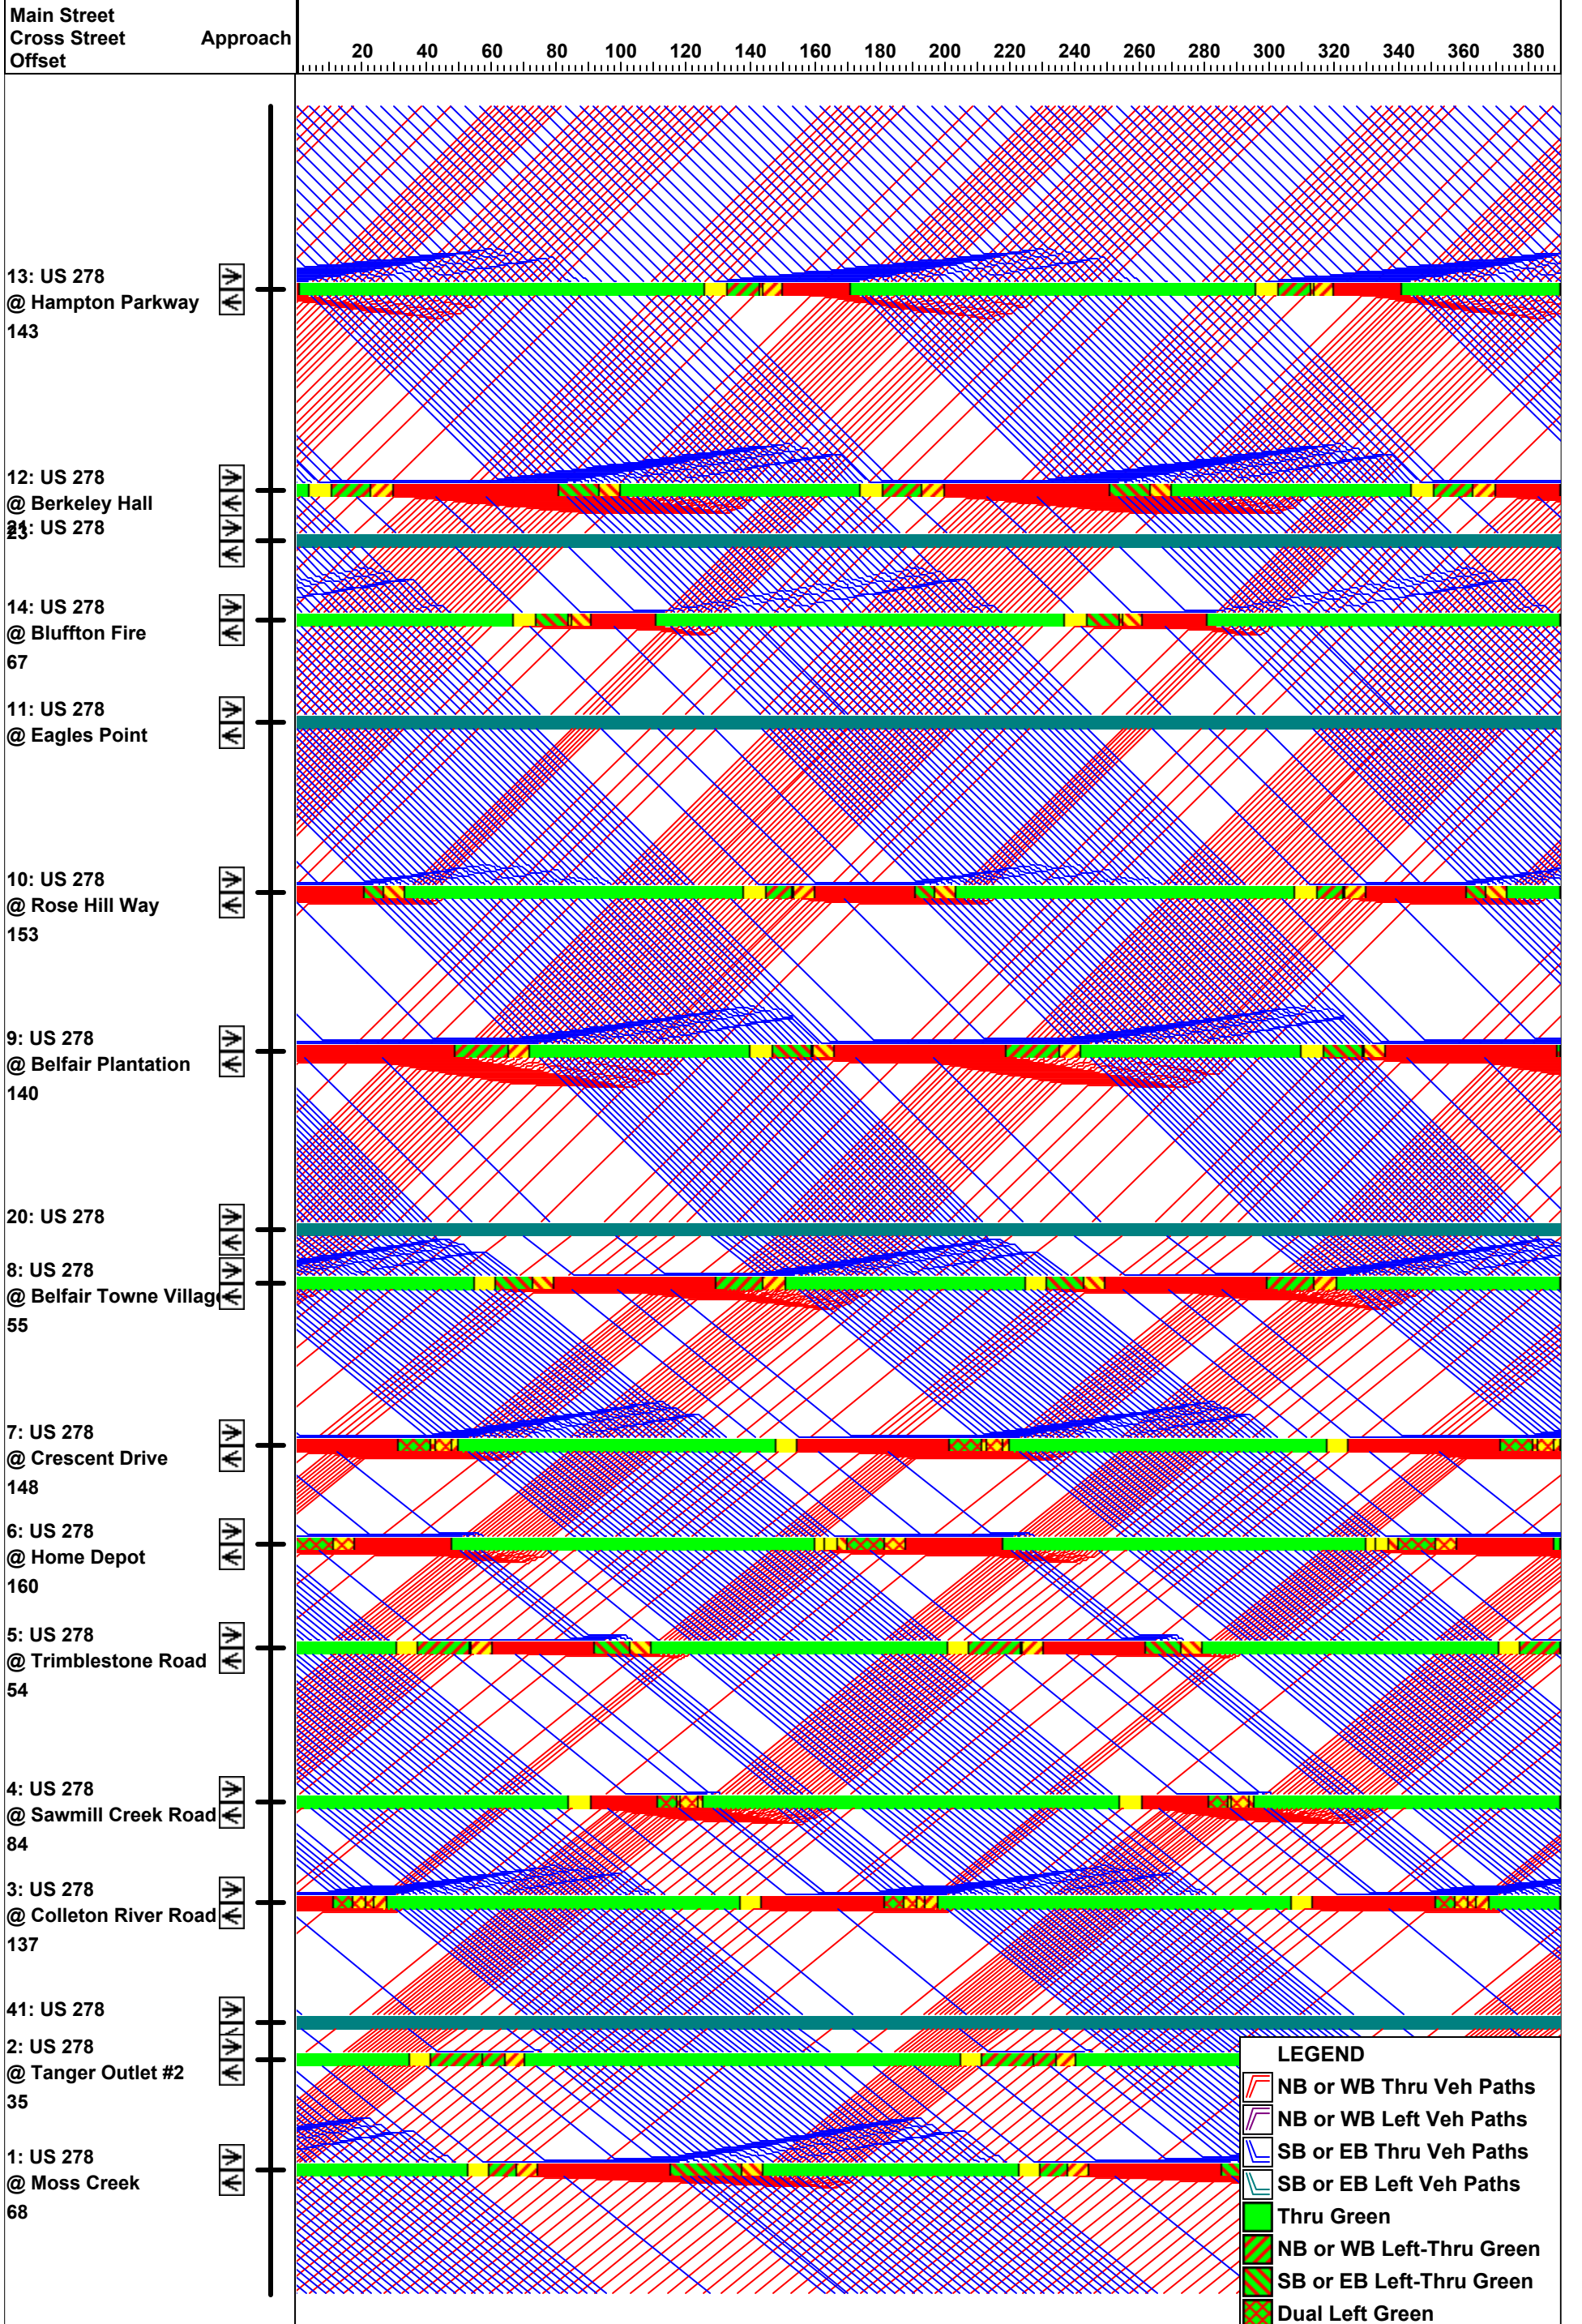 Main Street
Cross Street Approach
Offset
20 40 60 80 100 120 140 160 180 200 220 240 260 280 300 320 340 360 380
13: US 278
@ Hampton Parkway
143
12: US 278
@ Berkeley Hall
23
21: US 278
14: US 278
@ Bluffton Fire
67
11: US 278
@ Eagles Point
10: US 278
@ Rose Hill Way
153
9: US 278
@ Belfair Plantation
140
20: US 278
8: US 278
@ Belfair Towne Village
55
7: US 278
@ Crescent Drive
148
6: US 278
@ Home Depot
160
5: US 278
@ Trimblestone Road
54
4: US 278
@ Sawmill Creek Road
84
3: US 278
@ Colleton River Road
137
41: US 278
2: US 278
@ Tanger Outlet #2
35
1: US 278
@ Moss Creek
68
LEGEND
NB or WB Thru Veh Paths
NB or WB Left Veh Paths
SB or EB Thru Veh Paths
SB or EB Left Veh Paths
Thru Green
NB or WB Left-Thru Green
SB or EB Left-Thru Green
Dual Left Green